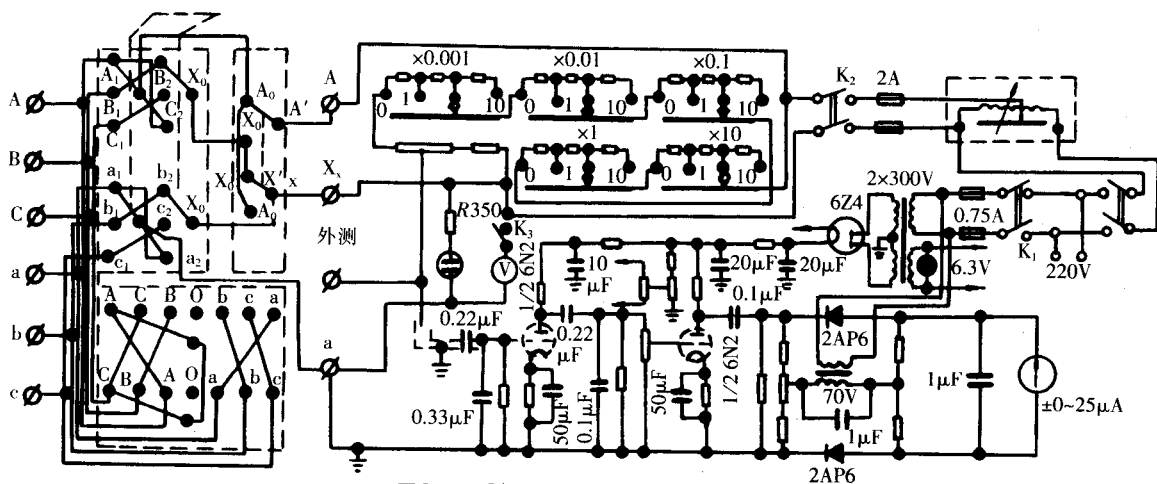 A
B
C
a
b
c
A₁
B₁
C₁
B₂
C₂
X₀
a₁
b₁
c₁
b₂
c₂
a₂
X₀
A C B O b c a
O
C B A O a b c
A₀
A'
X₀
X'
x
X₀
A₀
A
Xₓ
外测
a
×0.001
×0.01
×0.1
0 1 10
0 1 10
0 1 10
×1
×10
0 1 10
0 1 10
K₂
2A
R350
K₃
V
1/2 6N2
10 μF
20μF
20μF
6Z4
2×300V
0.75A
K₁
6.3V
220V
0.22μF
0.22 μF
0.33μF
50μF
0.1μF
50μF
1/2 6N2
0.1μF
2AP6
70V
1μF
1μF
±0~25μA
2AP6